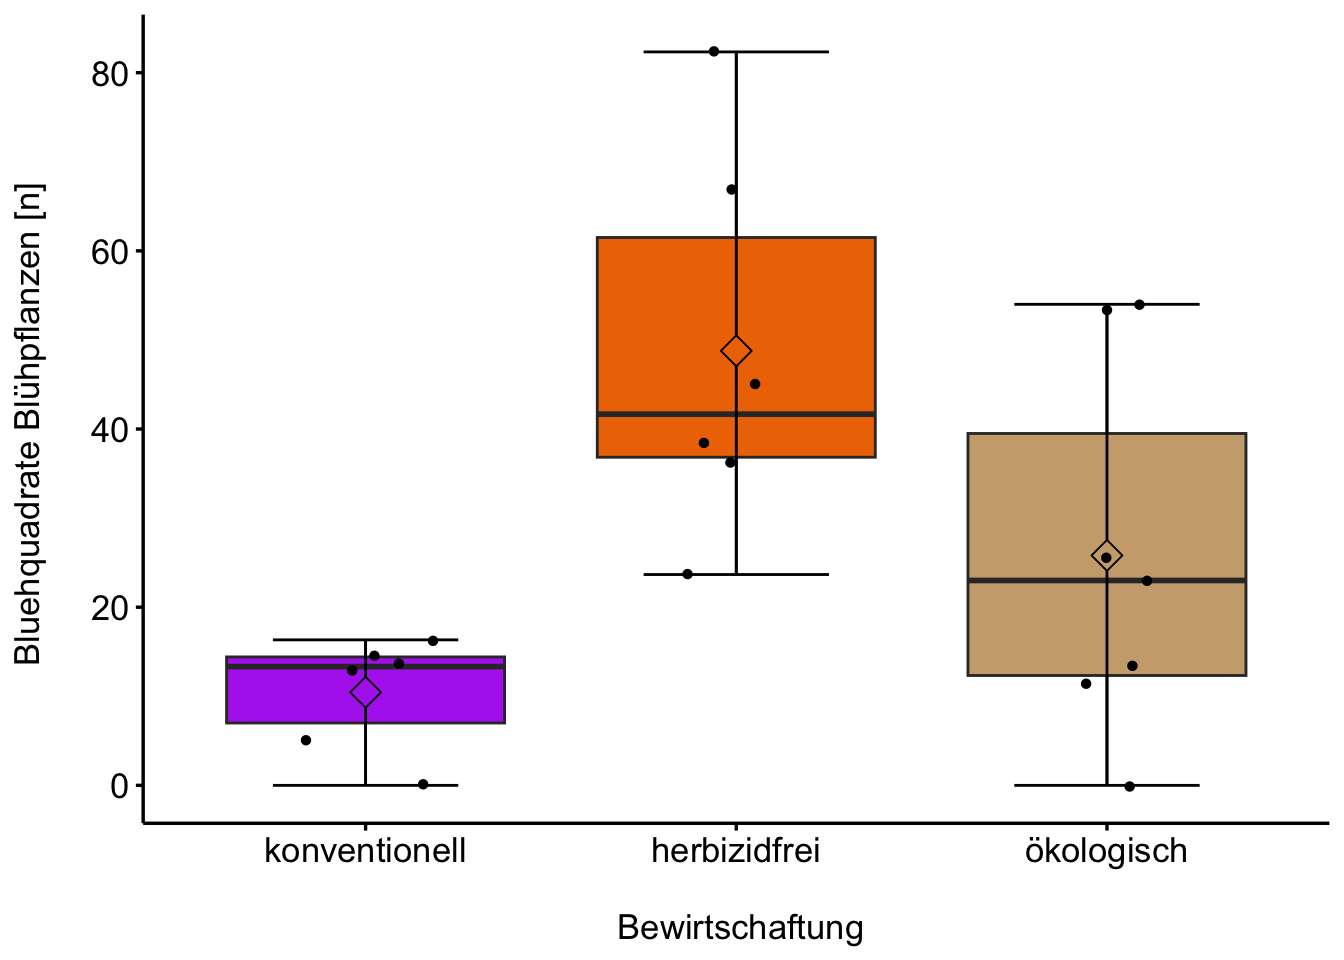 Bluehquadrate Blühpflanzen [n]
80
60
40
20
0
konventionell herbizidfrei ökologisch
Bewirtschaftung